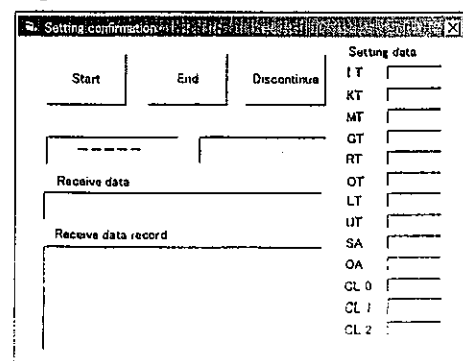 Setting confirmation
Start
End
Discontinue
-----
Receive data
Receive data record
Setting data
KT
MT
GT
RT
OT
LT
UT
SA
OA
CL 0
CL 1
CL 2